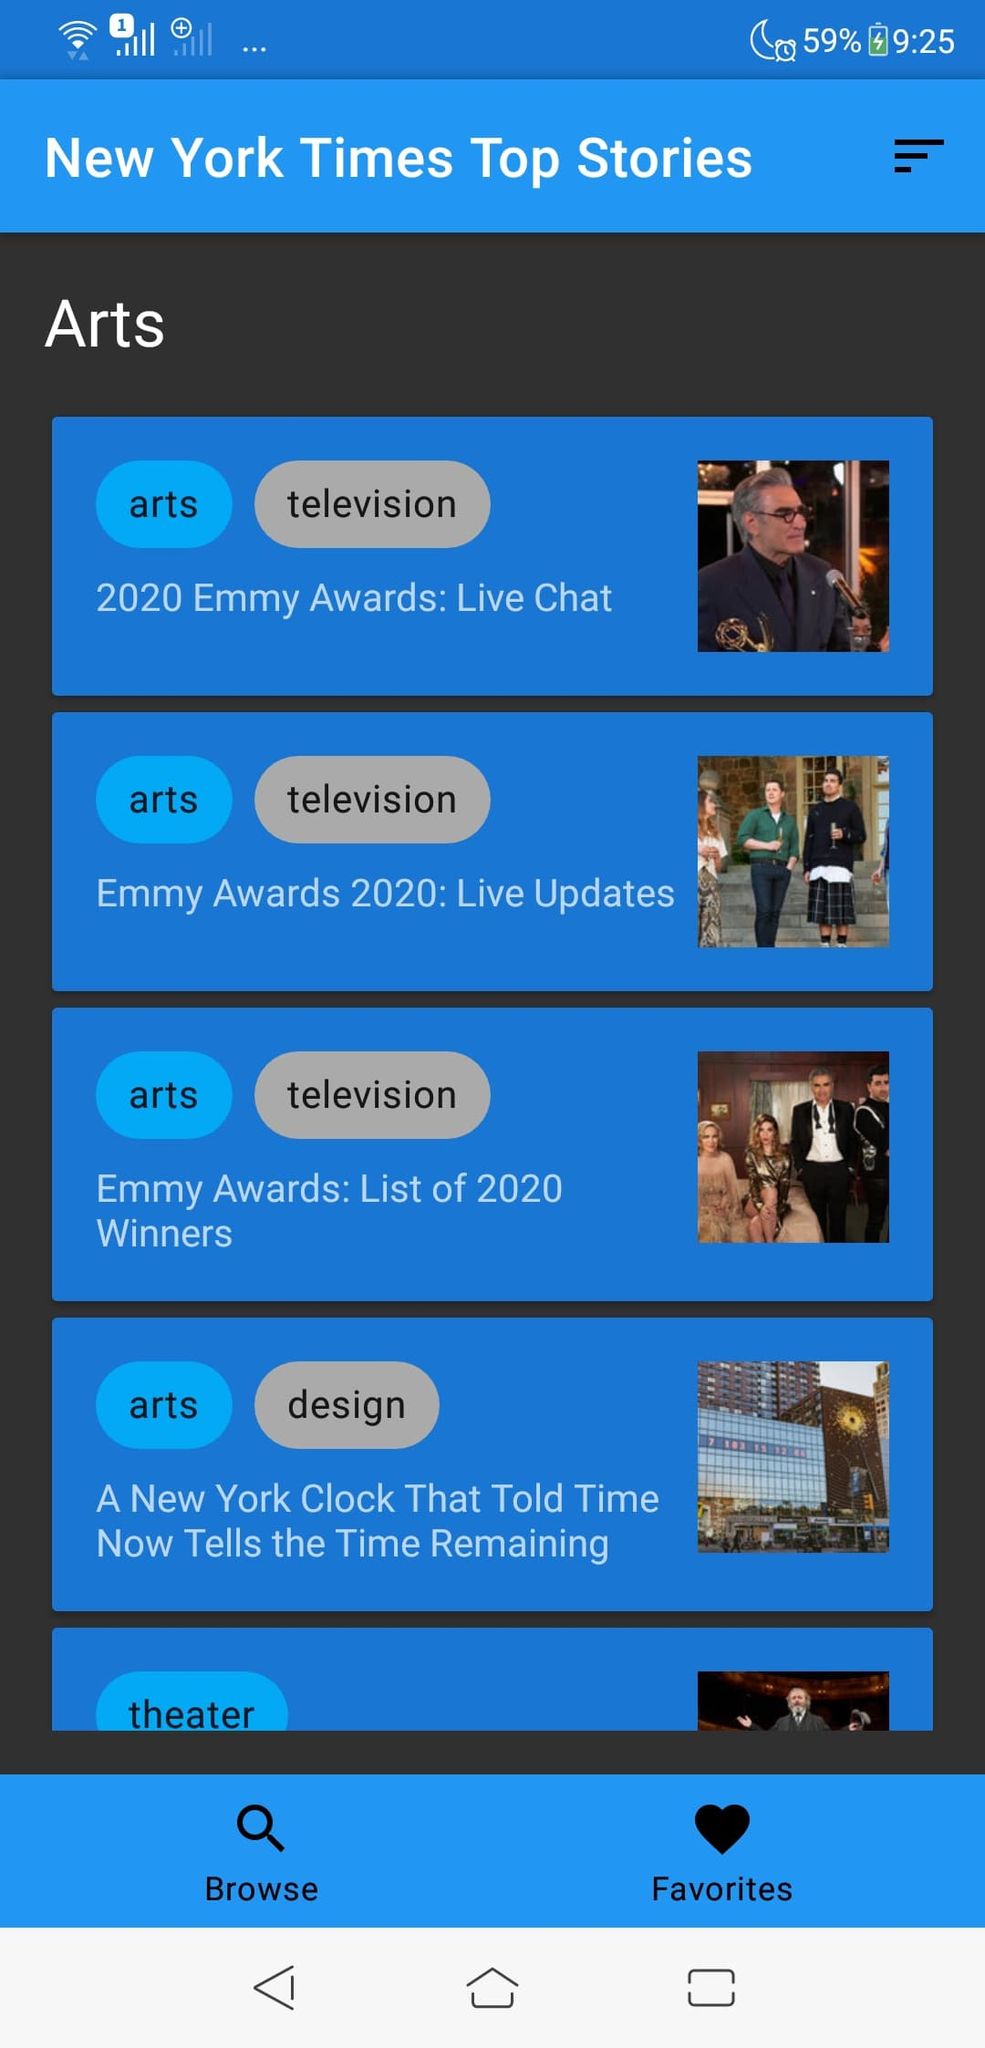 1
...
59%
9:25
New York Times Top Stories
Arts
arts
television
2020 Emmy Awards: Live Chat
arts
television
Emmy Awards 2020: Live Updates
arts
television
Emmy Awards: List of 2020
Winners
arts
design
A New York Clock That Told Time
Now Tells the Time Remaining
theater
Browse
Favorites